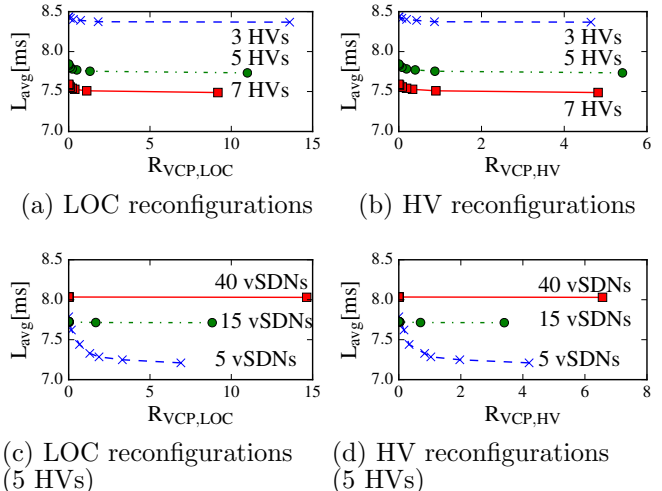 8.5
8.0
7.5
7.0
L_avg[ms]
3 HVs
5 HVs
7 HVs
0 5 10 15
R_VCP,LOC
(a) LOC reconfigurations
8.5
8.0
7.5
7.0
L_avg[ms]
3 HVs
5 HVs
7 HVs
0 2 4 6
R_VCP,HV
(b) HV reconfigurations
8.5
8.0
7.5
7.0
L_avg[ms]
40 vSDNs
15 vSDNs
5 vSDNs
0 5 10 15
R_VCP,LOC
(c) LOC reconfigurations
(5 HVs)
8.5
8.0
7.5
7.0
L_avg[ms]
40 vSDNs
15 vSDNs
5 vSDNs
0 2 4 6
R_VCP,HV
(d) HV reconfigurations
(5 HVs)